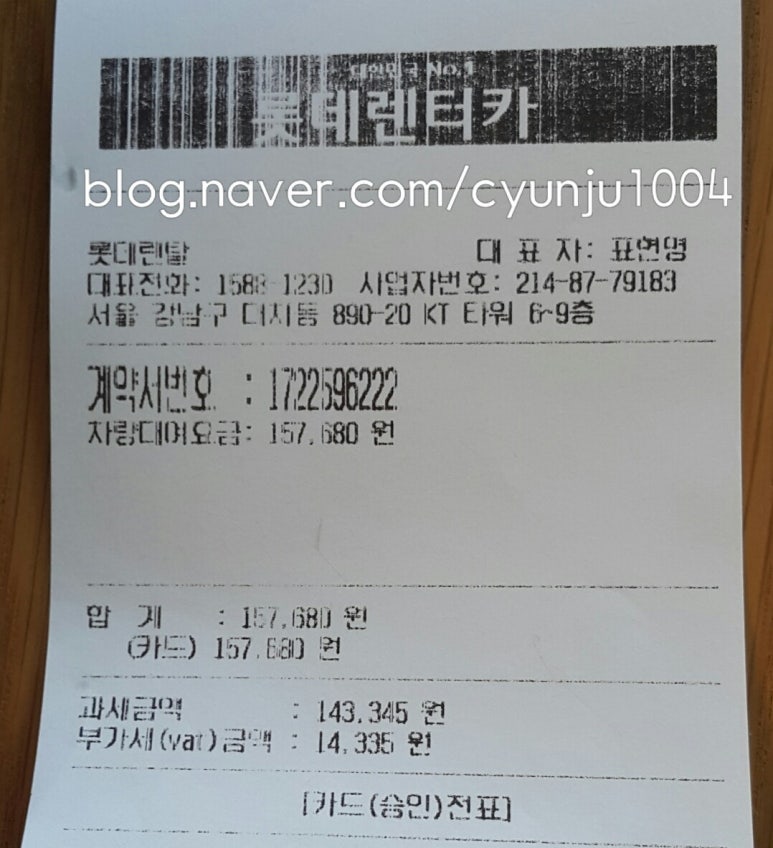 대한민국 No.1
롯데렌터카
blog.naver.com/cyunju1004
롯데렌탈 대 표 자: 표현명
대표전화: 1588-1230 사업자번호: 214-87-79183
서울 강남구 대치동 890-20 KT 타워 6~9층
계약서번호 : 1722596222
차량대여요금: 157,680 원
합 계 : 157,680 원
(카드) 157,680 원
과세금액 : 143,345 원
부가세(vat)금액 : 14,335 원
[카드(승인)전표]